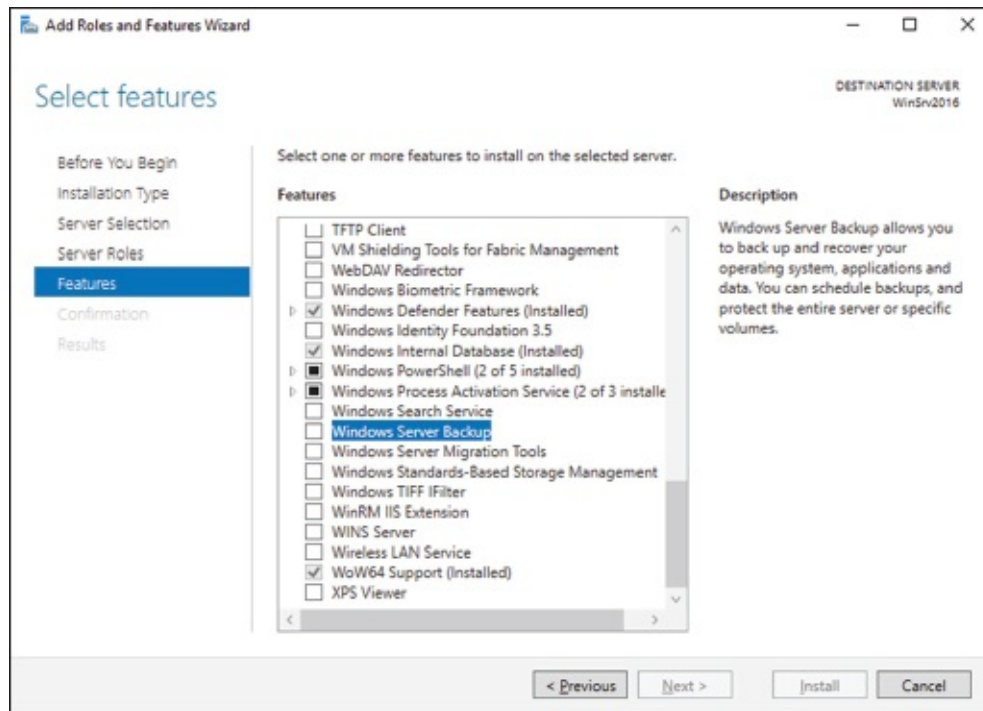 Add Roles and Features Wizard
Select features
DESTINATION SERVER
WinSrv2016
Before You Begin
Installation Type
Server Selection
Server Roles
Features
Confirmation
Results
Select one or more features to install on the selected server.
Features
TFTP Client
VM Shielding Tools for Fabric Management
WebDAV Redirector
Windows Biometric Framework
Windows Defender Features (Installed)
Windows Identity Foundation 3.5
Windows Internal Database (Installed)
Windows PowerShell (2 of 5 installed)
Windows Process Activation Service (2 of 3 installe
Windows Search Service
Windows Server Backup
Windows Server Migration Tools
Windows Standards-Based Storage Management
Windows TIFF IFilter
WinRM IIS Extension
WINS Server
Wireless LAN Service
WoW64 Support (Installed)
XPS Viewer
Description
Windows Server Backup allows you
to back up and recover your
operating system, applications and
data. You can schedule backups, and
protect the entire server or specific
volumes.
< Previous
Next >
Install
Cancel